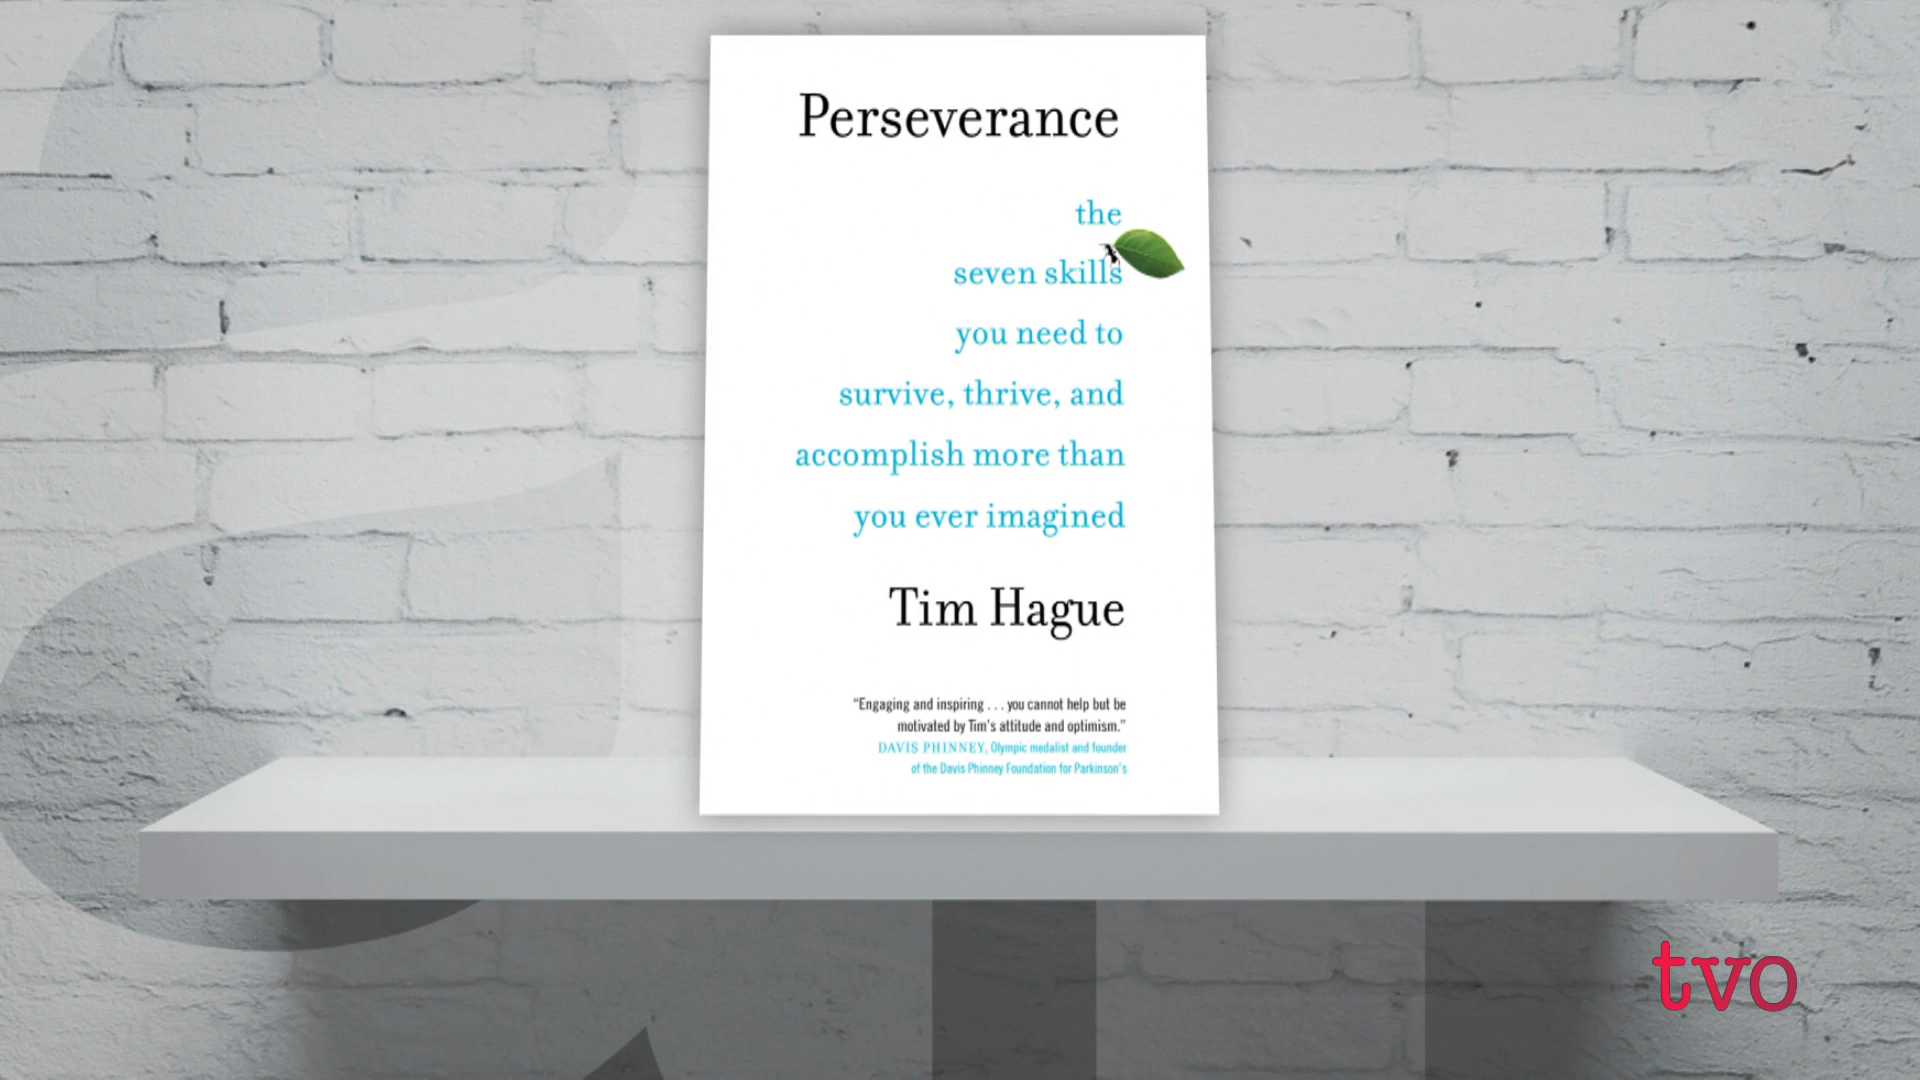 Perseverance
the
seven skills
you need to
survive, thrive, and
accomplish more than
you ever imagined
Tim Hague
“Engaging and inspiring . . . you cannot help but be
motivated by Tim's attitude and optimism.”
DAVIS PHINNEY, Olympic medalist and founder
of the Davis Phinney Foundation for Parkinson's
tvo